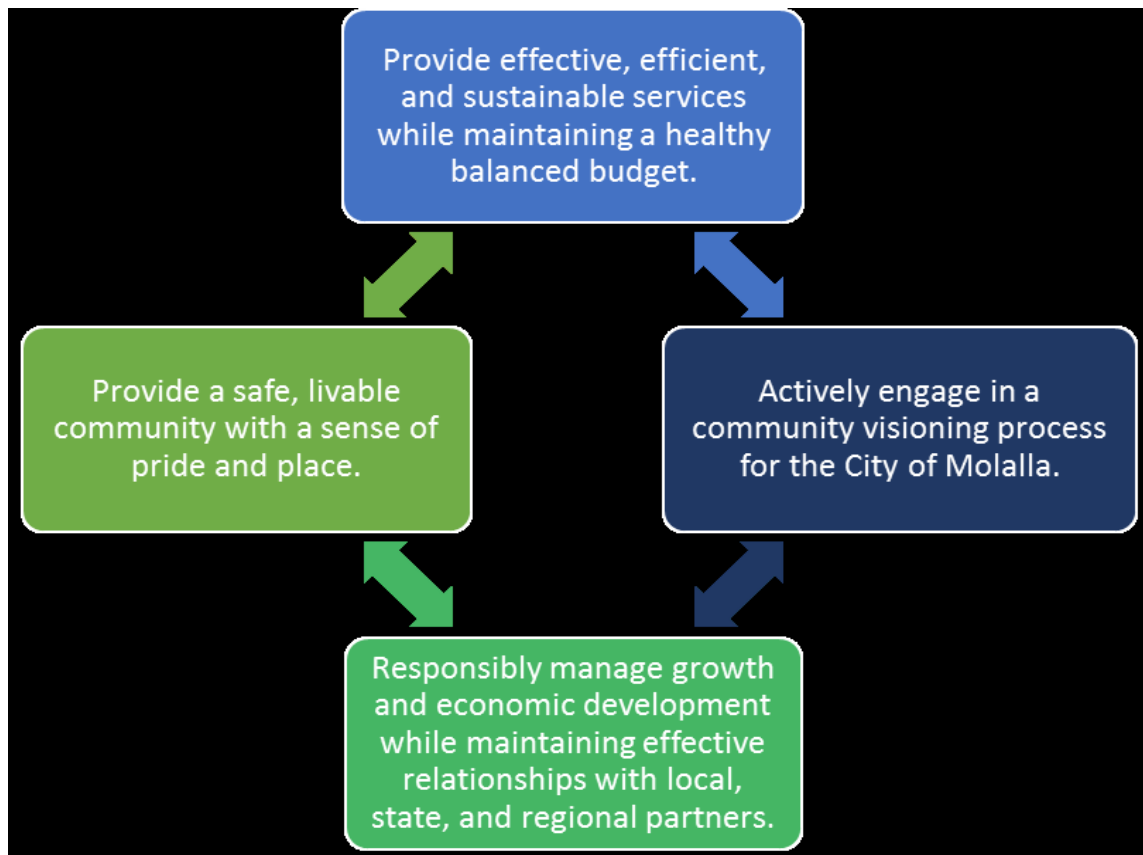 Provide effective, efficient,
and sustainable services
while maintaining a healthy
balanced budget.
Provide a safe, livable
community with a sense of
pride and place.
Actively engage in a
community visioning process
for the City of Molalla.
Responsibly manage growth
and economic development
while maintaining effective
relationships with local,
state, and regional partners.